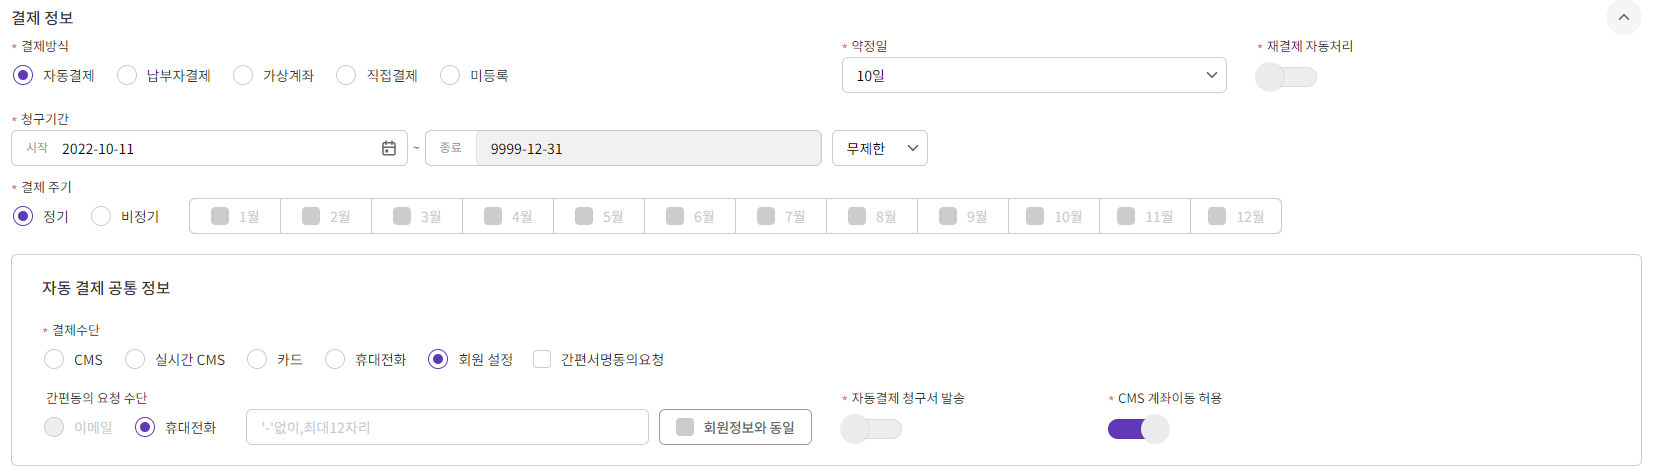 결제 정보
* 결제방식
자동결제 납부자결제 가상계좌 직접결제 미등록
* 약정일
10일
* 재결제 자동처리
* 청구기간
시작 2022-10-11 ~ 종료 9999-12-31 무제한
* 결제 주기
정기 비정기 1월 2월 3월 4월 5월 6월 7월 8월 9월 10월 11월 12월
자동 결제 공통 정보
* 결제수단
CMS 실시간 CMS 카드 휴대전화 회원 설정 간편서명동의요청
간편동의 요청 수단
이메일 휴대전화 '-'없이,최대12자리 회원정보와 동일
* 자동결제 청구서 발송
* CMS 계좌이동 허용